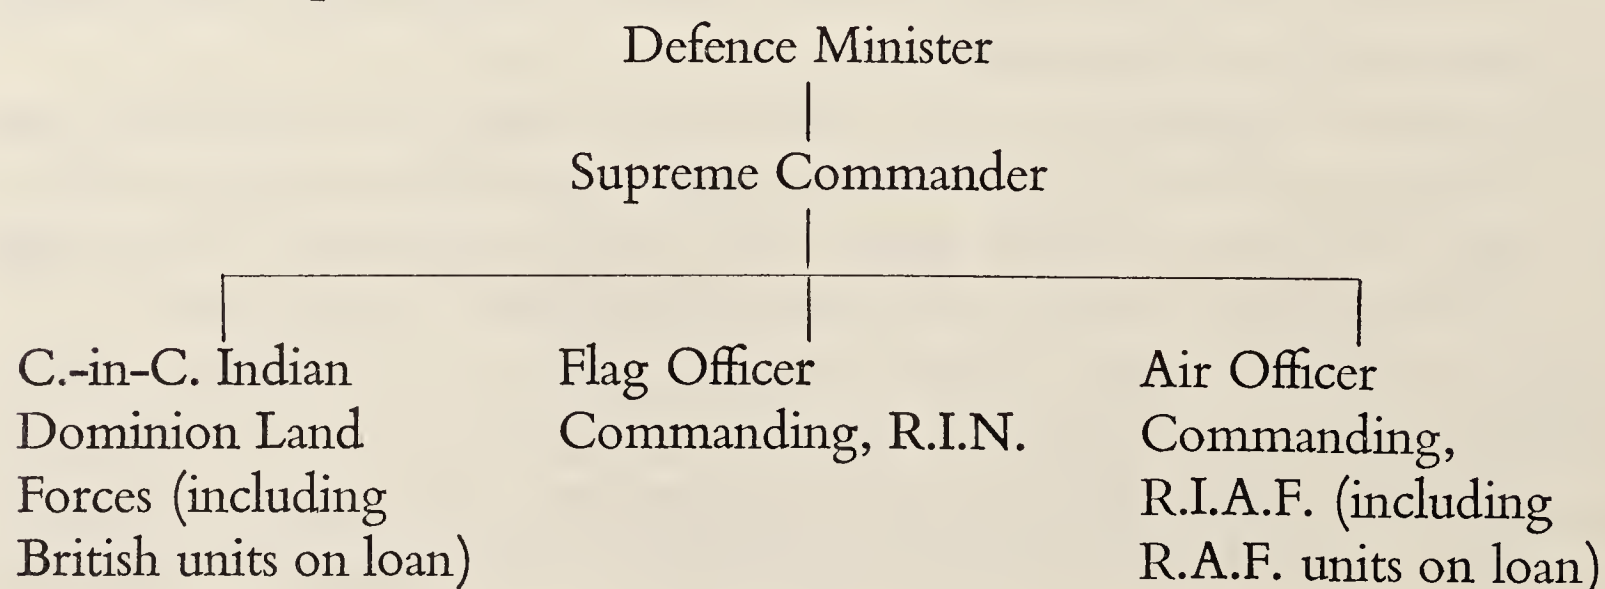 Defence Minister
Supreme Commander
C.-in-C. Indian
Dominion Land
Forces (including
British units on loan)
Flag Officer
Commanding, R.I.N.
Air Officer
Commanding,
R.I.A.F. (including
R.A.F. units on loan)